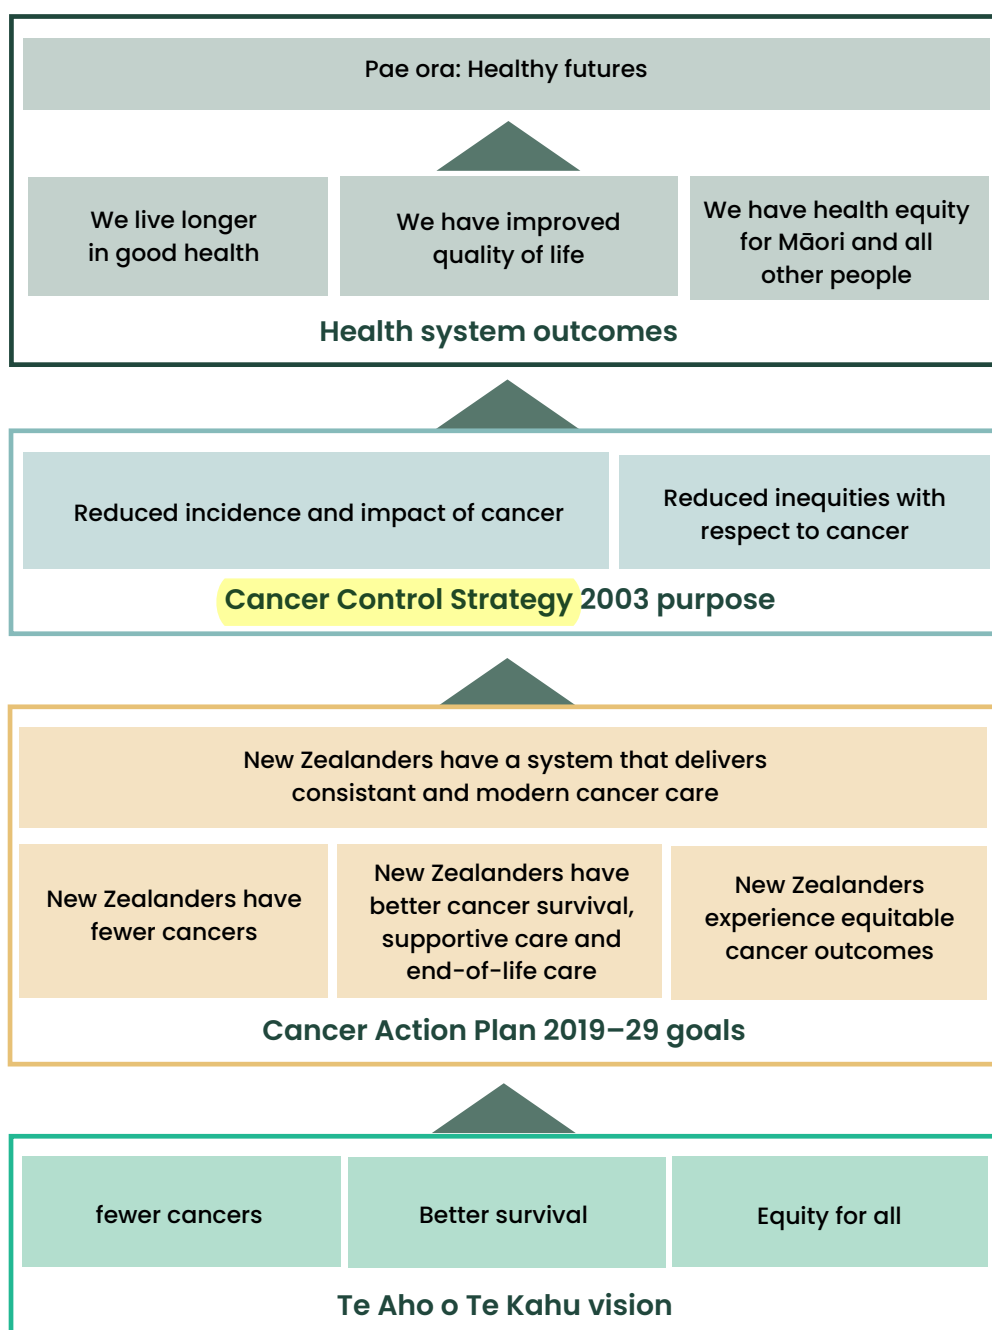 Pae ora: Healthy futures
We live longer
in good health
We have improved
quality of life
We have health equity
for Māori and all
other people
Health system outcomes
Reduced incidence and impact of cancer
Reduced inequities with
respect to cancer
Cancer Control Strategy 2003 purpose
New Zealanders have a system that delivers
consistant and modern cancer care
New Zealanders have
fewer cancers
New Zealanders have
better cancer survival,
supportive care and
end-of-life care
New Zealanders
experience equitable
cancer outcomes
Cancer Action Plan 2019–29 goals
fewer cancers
Better survival
Equity for all
Te Aho o Te Kahu vision